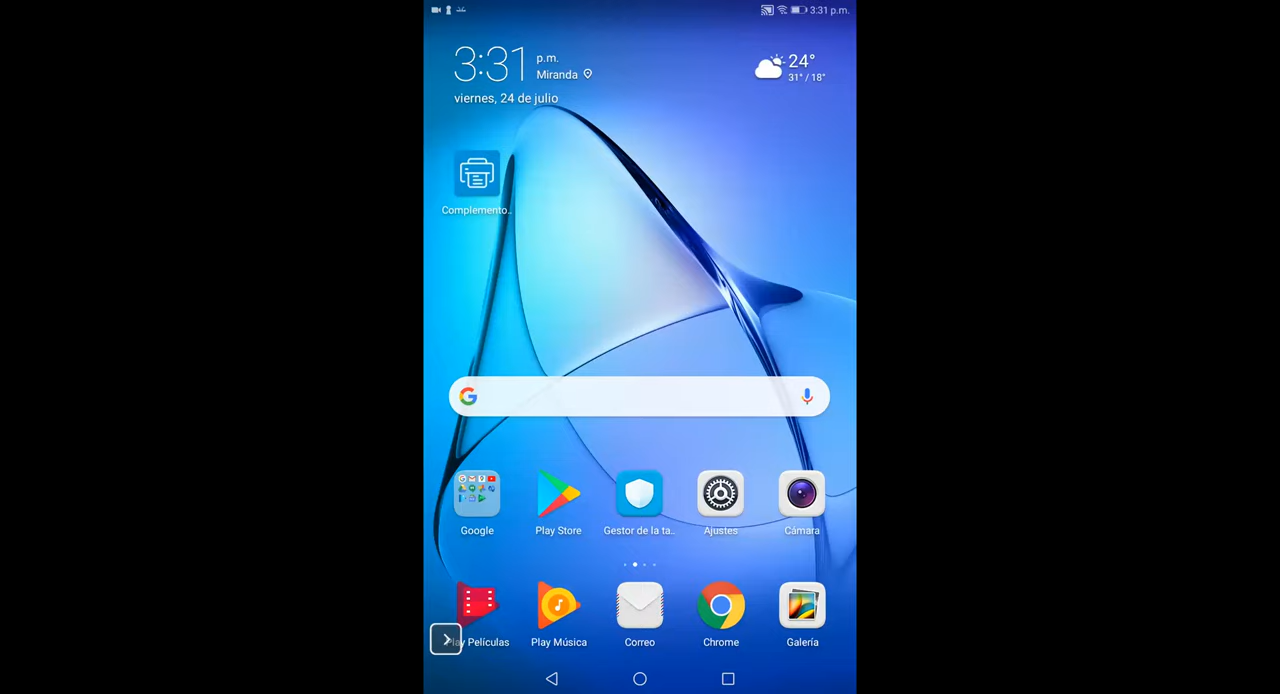 3:31 p.m.
3:31 p.m.
Miranda
viernes, 24 de julio
24°
31° / 18°
Complemento..
Google
Play Store
Gestor de la ta..
Ajustes
Cámara
Play Películas
Play Música
Correo
Chrome
Galería